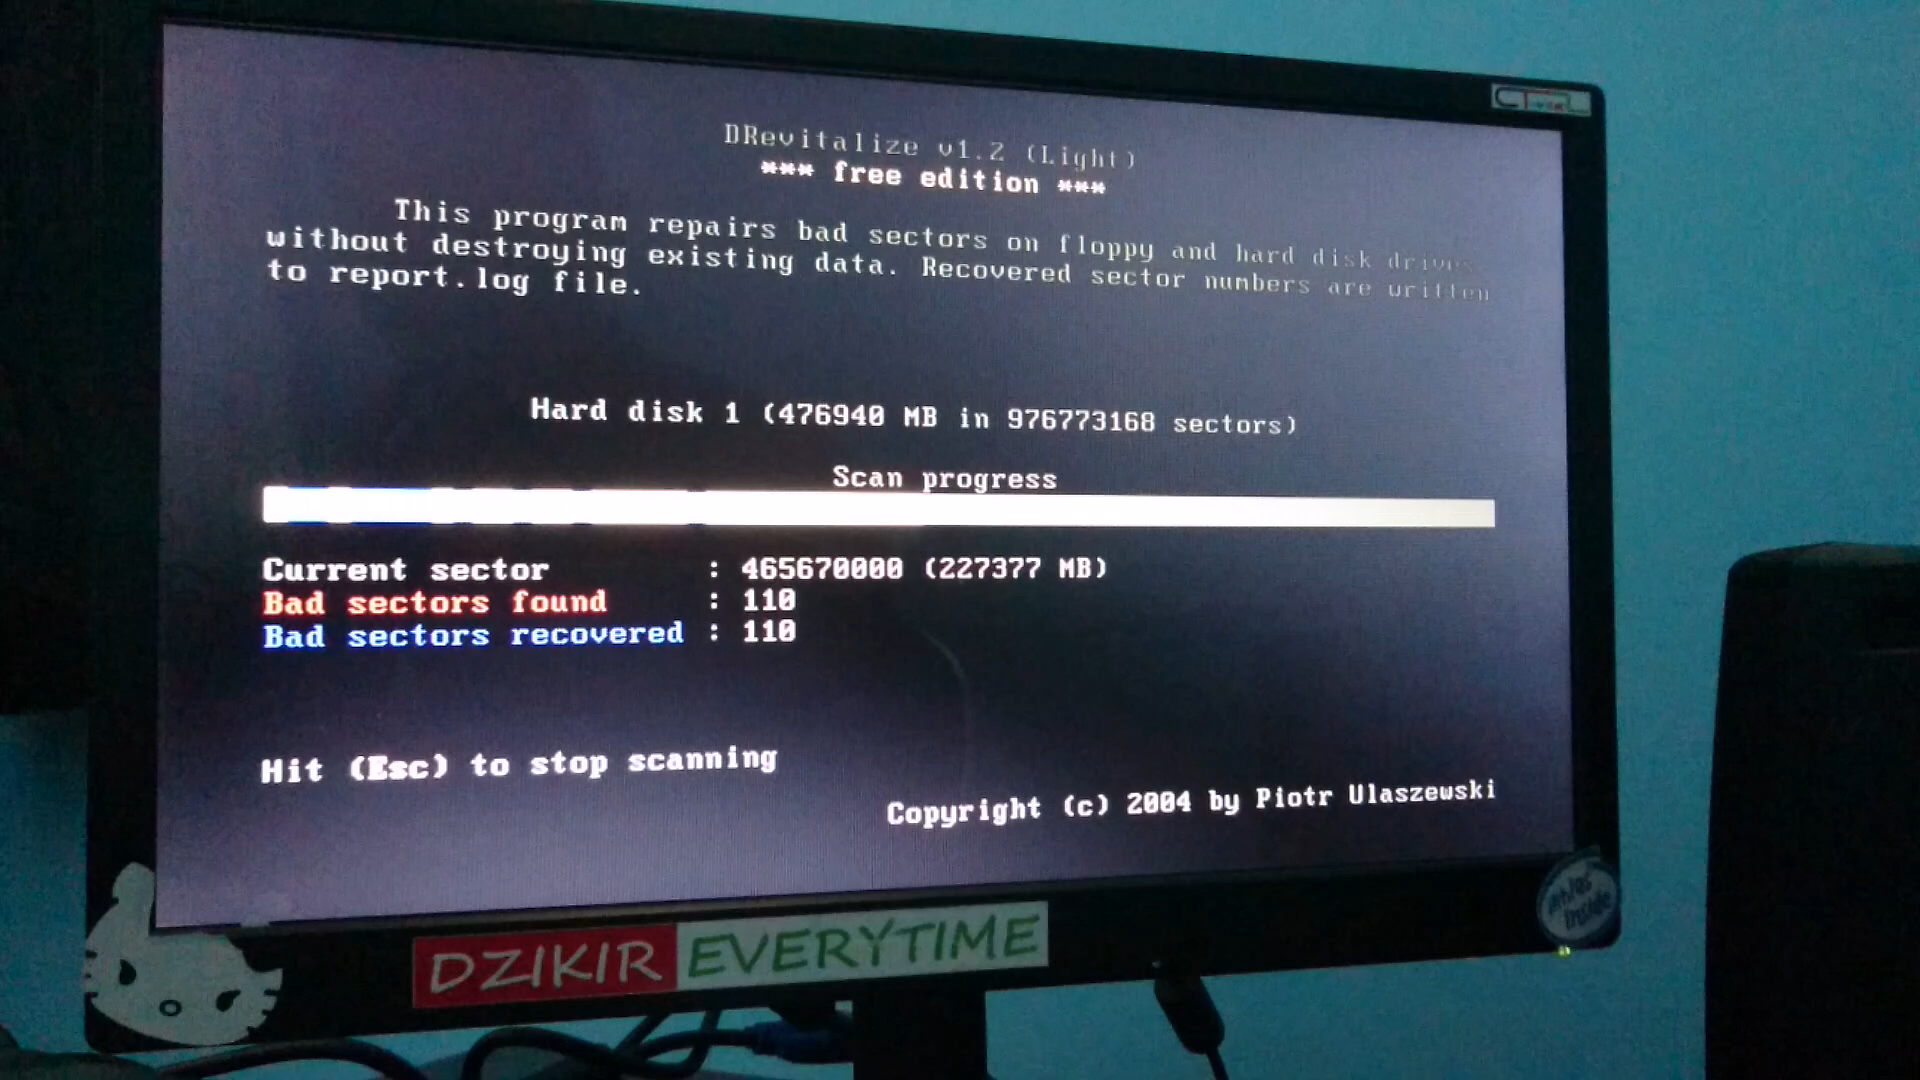 DRevitalize v1.2 (Light)
*** free edition ***
This program repairs bad sectors on floppy and hard disk drives
without destroying existing data. Recovered sector numbers are written
to report.log file.
Hard disk 1 (476940 MB in 976773168 sectors)
Scan progress
Current sector : 465670000 (227377 MB)
Bad sectors found : 110
Bad sectors recovered : 110
Hit (Esc) to stop scanning
Copyright (c) 2004 by Piotr Ulaszewski
DZIKIR EVERYTIME
inside